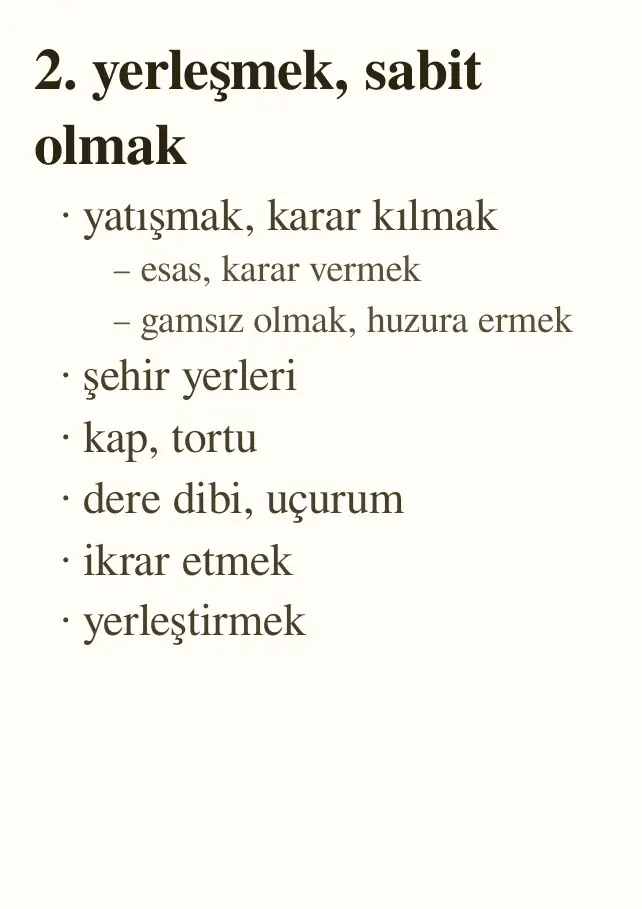 2. yerleşmek, sabit
olmak
· yatışmak, karar kılmak
– esas, karar vermek
– gamsız olmak, huzura ermek
· şehir yerleri
· kap, tortu
· dere dibi, uçurum
· ikrar etmek
· yerleştirmek